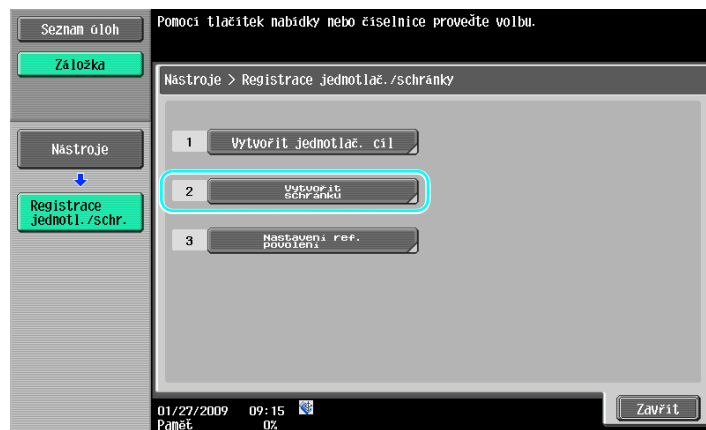 Seznam úloh
Pomocí tlačítek nabídky nebo číselnice proveďte volbu.
Záložka
Nástroje > Registrace jednotlač./schránky
Nástroje
1 Vytvořit jednotlač. cíl
2 Vytvořit
schránku
Registrace
jednotl./schr.
3 Nastavení ref.
povolení
01/27/2009 09:15
Paměť 0%
Zavřít